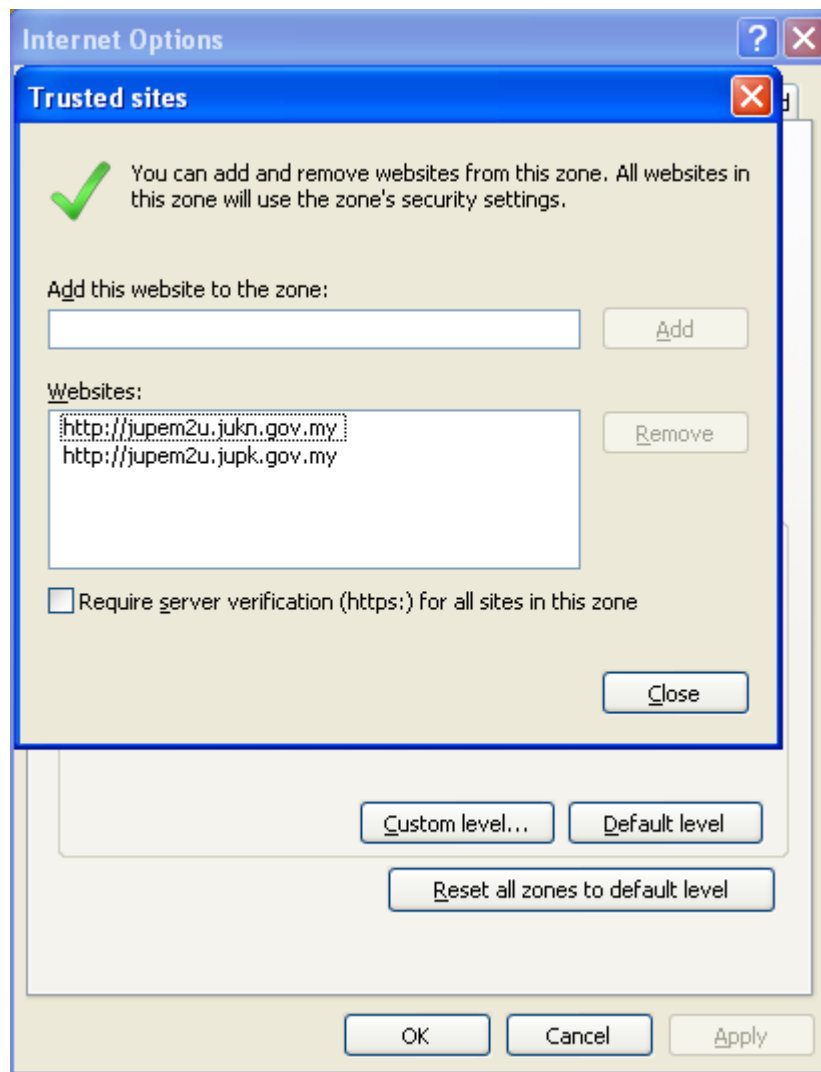 Internet Options
Trusted sites
You can add and remove websites from this zone. All websites in
this zone will use the zone's security settings.
Add this website to the zone:
Add
Websites:
http://jupem2u.jukn.gov.my
http://jupem2u.jupk.gov.my
Remove
Require server verification (https:) for all sites in this zone
Close
Custom level...
Default level
Reset all zones to default level
OK
Cancel
Apply